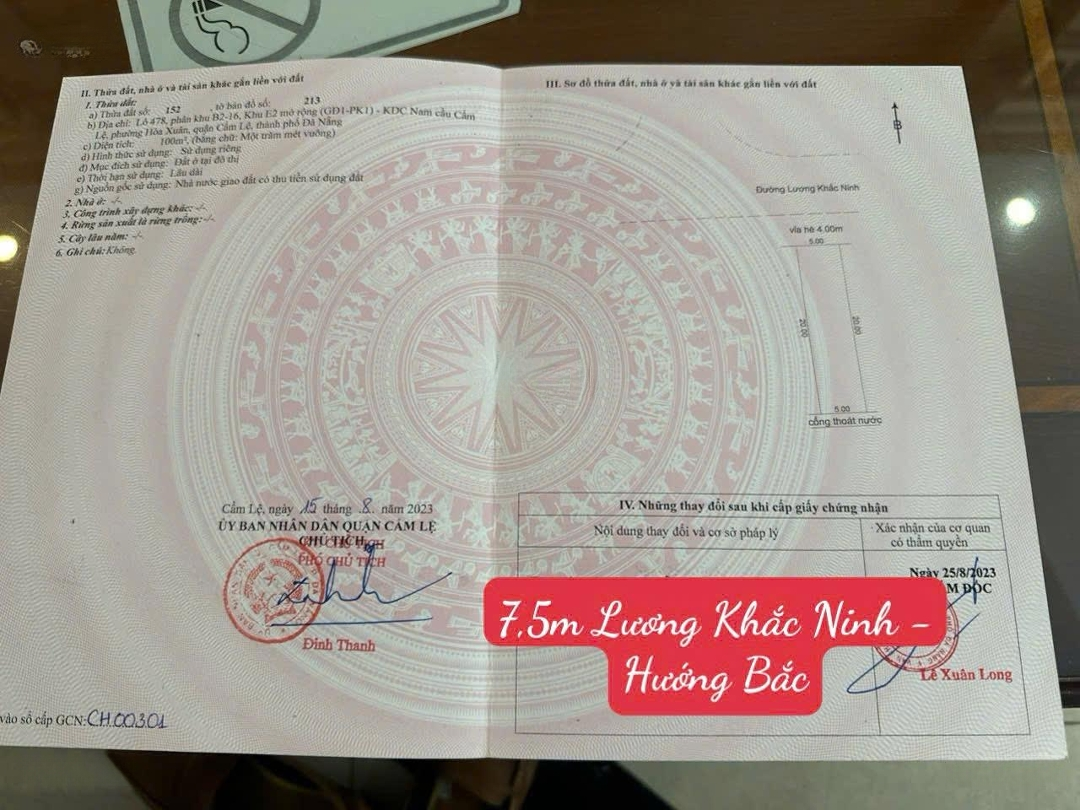 II. Thửa đất, nhà ở và tài sản khác gắn liền với đất
1. Thửa đất:
a) Thửa đất số: 152 , tờ bản đồ số: 213
b) Địa chỉ: Lô 478, phân khu B2-16, Khu E2 mở rộng (GĐ1-PK1) - KDC Nam cầu Cẩm
Lệ, phường Hòa Xuân, quận Cẩm Lệ, thành phố Đà Nẵng
c) Diện tích: 100m², (bằng chữ: Một trăm mét vuông)
d) Hình thức sử dụng: Sử dụng riêng
đ) Mục đích sử dụng: Đất ở tại đô thị
e) Thời hạn sử dụng: Lâu dài
g) Nguồn gốc sử dụng: Nhà nước giao đất có thu tiền sử dụng đất
2. Nhà ở: -/-
3. Công trình xây dựng khác: -/-
4. Rừng sản xuất là rừng trồng: -/-
5. Cây lâu năm: -/-
6. Ghi chú: Không.
Cẩm Lệ, ngày 15 tháng 8 năm 2023
ỦY BAN NHÂN DÂN QUẬN CẨM LỆ
CHỦ TỊCH
PHÓ CHỦ TỊCH
Đinh Thanh
vào sổ cấp GCN: CH00301
III. Sơ đồ thửa đất, nhà ở và tài sản khác gắn liền với đất
B
Đường Lương Khắc Ninh
vỉa hè 4.00m
5.00
20.00
20.00
5.00
cống thoát nước
IV. Những thay đổi sau khi cấp giấy chứng nhận
Nội dung thay đổi và cơ sở pháp lý
Xác nhận của cơ quan
có thẩm quyền
Ngày 25/8/2023
M ĐỐC
Lê Xuân Long
7,5m Lương Khắc Ninh -
Hướng Bắc